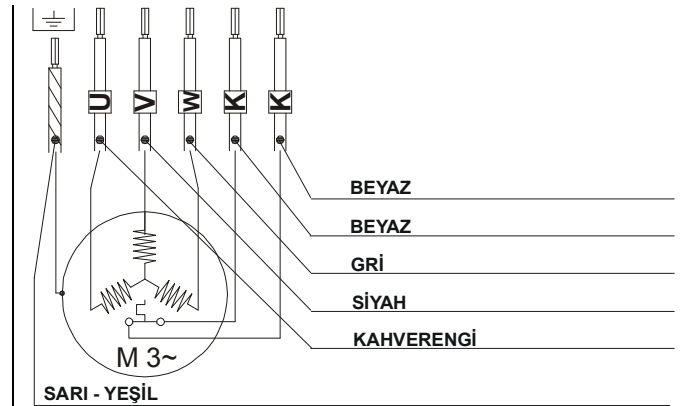 U V W K K
BEYAZ
BEYAZ
GRİ
SİYAH
KAHVERENGİ
M 3~
SARI - YEŞİL